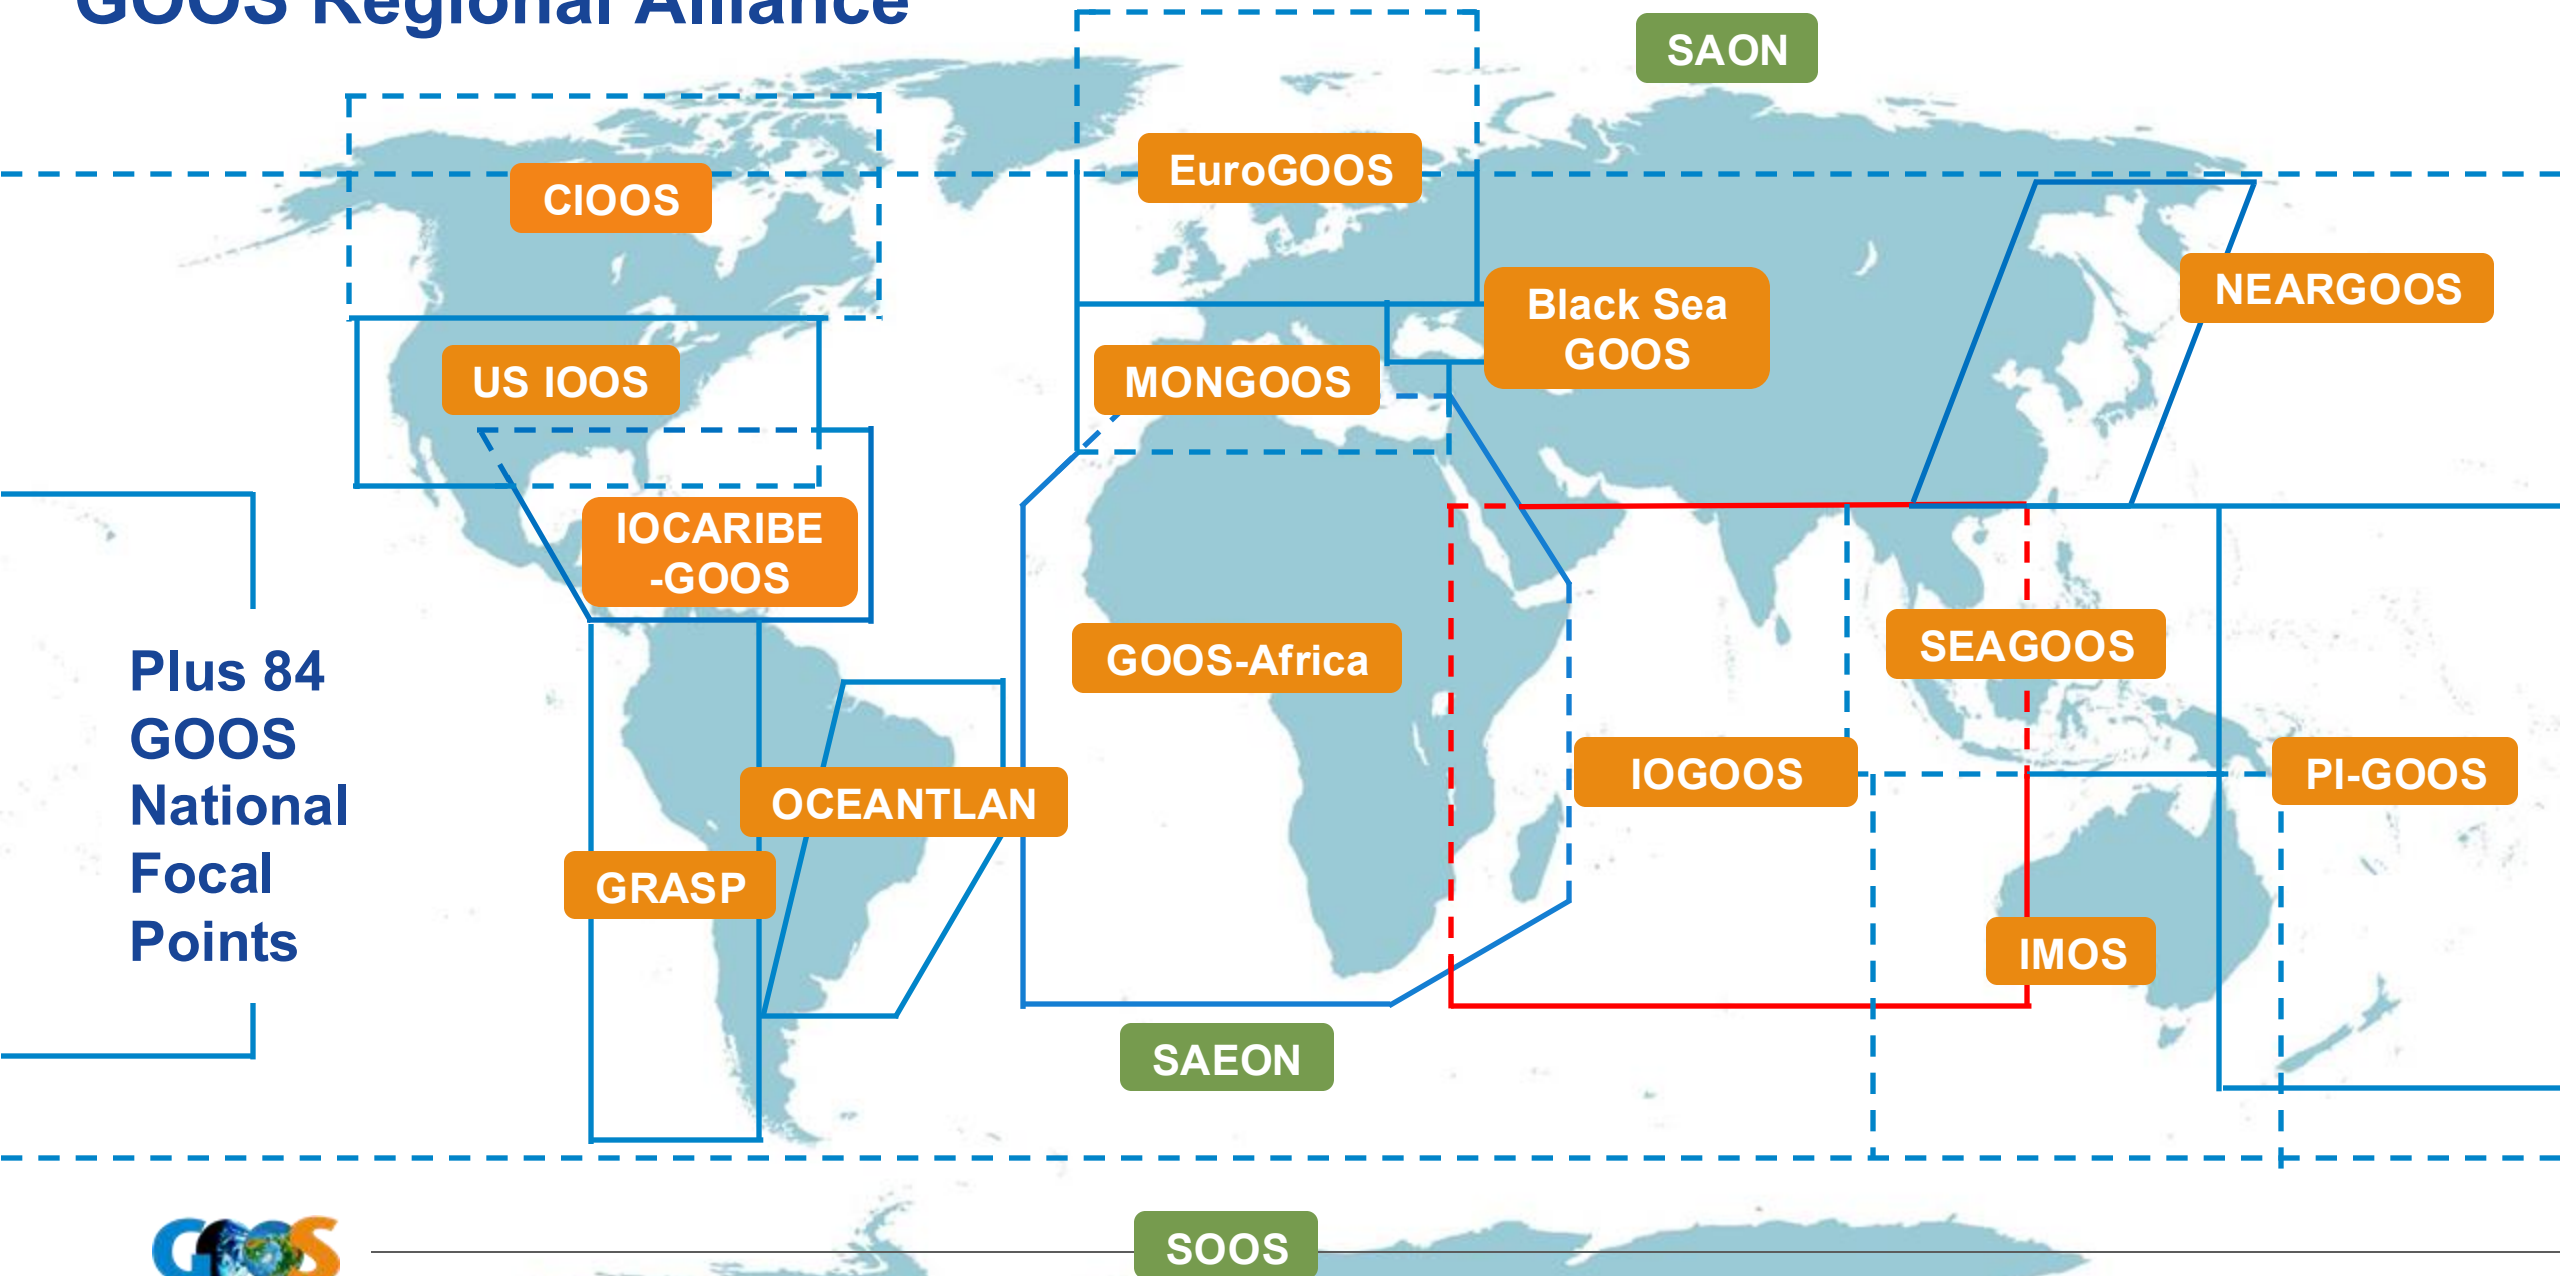 GOOS Regional Alliance
SAON
EuroGOOS
CIOOS
Black Sea
GOOS
NEARGOOS
US IOOS
MONGOOS
IOCARIBE
-GOOS
GOOS-Africa
SEAGOOS
Plus 84
GOOS
National
Focal
Points
IOGOOS
PI-GOOS
OCEANTLAN
GRASP
IMOS
SAEON
SOOS
GOOS